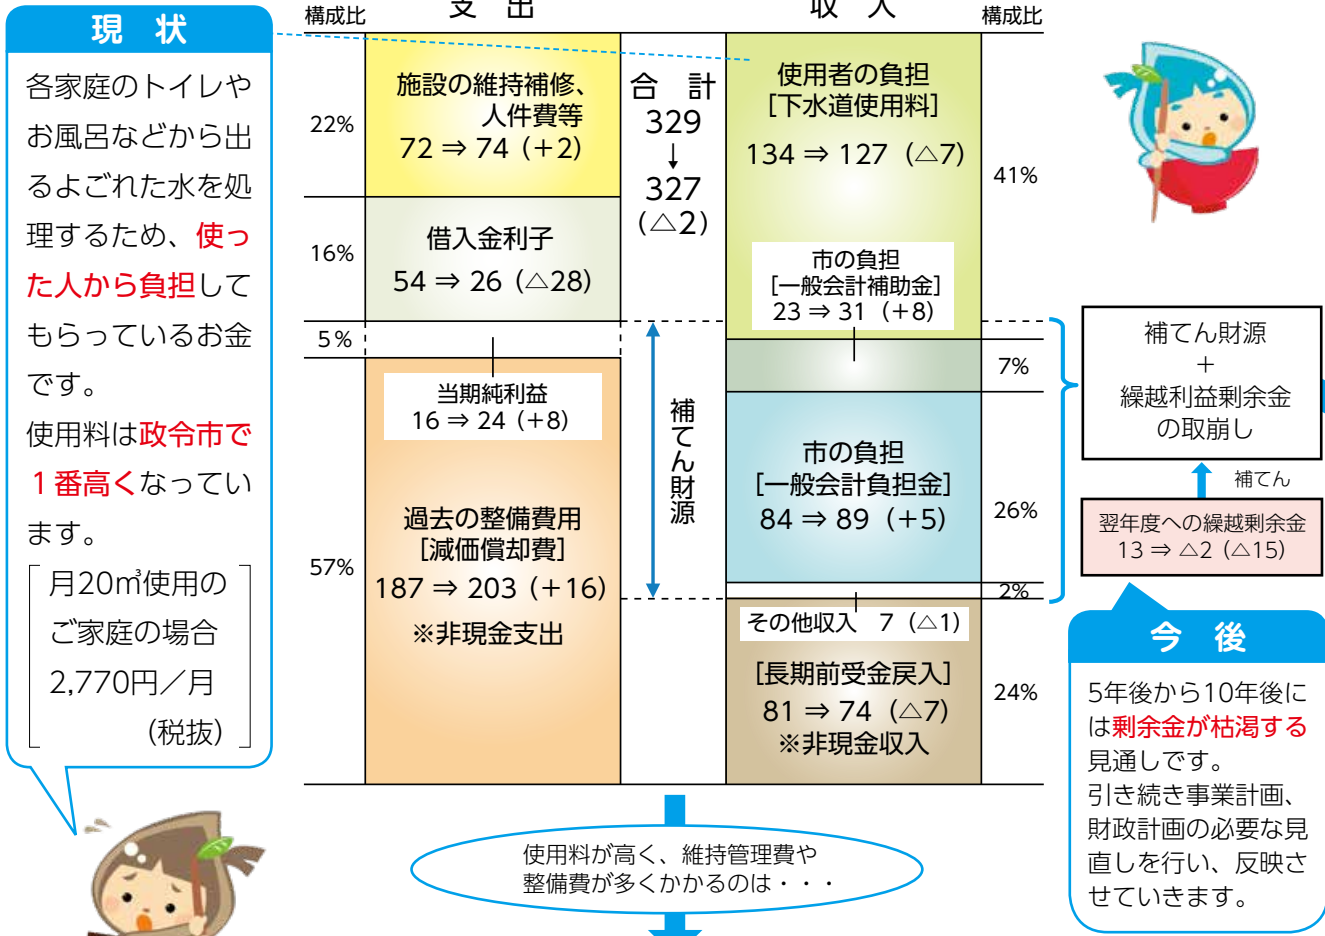 現 状
各家庭のトイレや
お風呂などから出
るよごれた水を処
理するため、使っ
た人から負担して
もらっているお金
です。
使用料は政令市で
1番高くなってい
ます。
月20㎥使用の
ご家庭の場合
2,770円／月
（税抜）
構成比
支 出
収 入
構成比
22%
施設の維持補修、
人件費等
72 ⇒ 74（+2）
16%
借入金利子
54 ⇒ 26（△28）
5%
当期純利益
16 ⇒ 24（+8）
57%
過去の整備費用
［減価償却費］
187 ⇒ 203（+16）
※非現金支出
合 計
329
↓
327
（△2）
補てん財源
使用者の負担
［下水道使用料］
134 ⇒ 127（△7）
41%
市の負担
［一般会計補助金］
23 ⇒ 31（+8）
7%
市の負担
［一般会計負担金］
84 ⇒ 89（+5）
26%
2%
その他収入 7（△1）
［長期前受金戻入］
81 ⇒ 74（△7）
※非現金収入
24%
補てん財源
＋
繰越利益剰余金
の取崩し
補てん
翌年度への繰越剰余金
13 ⇒ △2（△15）
今 後
5年後から10年後に
は剰余金が枯渇する
見通しです。
引き続き事業計画、
財政計画の必要な見
直しを行い、反映さ
せていきます。
使用料が高く、維持管理費や
整備費が多くかかるのは・・・